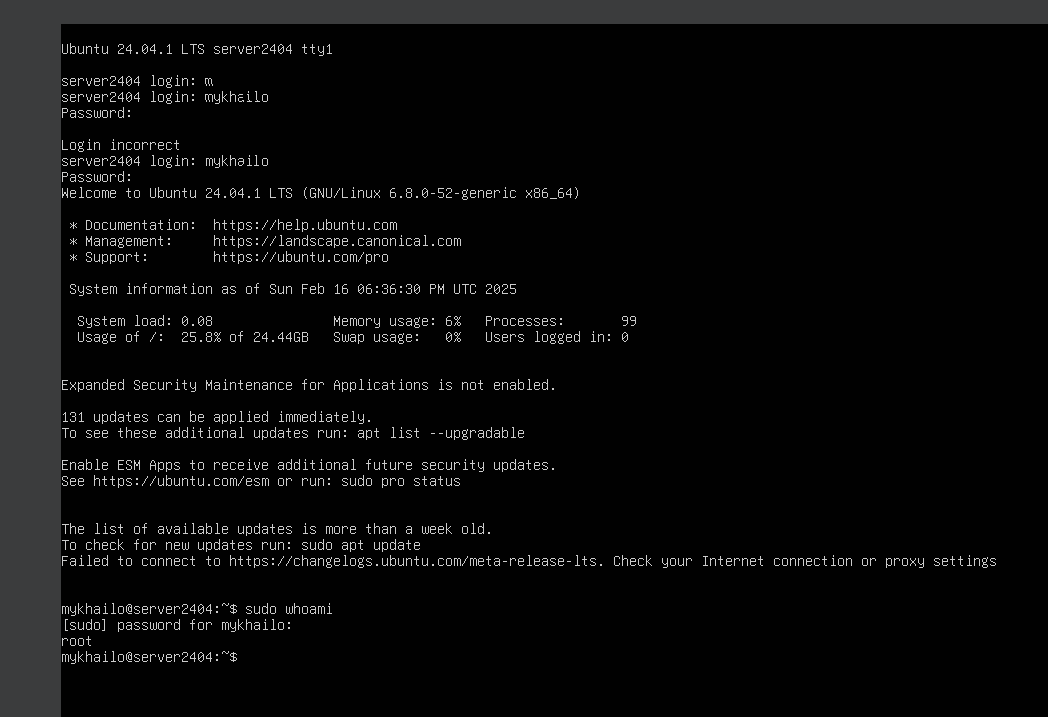 Ubuntu 24.04.1 LTS server2404 tty1
server2404 login: m
server2404 login: mykhailo
Password:
Login incorrect
server2404 login: mykhailo
Password:
Welcome to Ubuntu 24.04.1 LTS (GNU/Linux 6.8.0-52-generic x86_64)
* Documentation:  https://help.ubuntu.com
* Management:     https://landscape.canonical.com
* Support:        https://ubuntu.com/pro
System information as of Sun Feb 16 06:36:30 PM UTC 2025
System load: 0.08               Memory usage: 6%   Processes:       99
Usage of /:  25.8% of 24.44GB   Swap usage:   0%   Users logged in: 0
Expanded Security Maintenance for Applications is not enabled.
131 updates can be applied immediately.
To see these additional updates run: apt list --upgradable
Enable ESM Apps to receive additional future security updates.
See https://ubuntu.com/esm or run: sudo pro status
The list of available updates is more than a week old.
To check for new updates run: sudo apt update
Failed to connect to https://changelogs.ubuntu.com/meta-release-lts. Check your Internet connection or proxy settings
mykhailo@server2404:~$ sudo whoami
[sudo] password for mykhailo:
root
mykhailo@server2404:~$